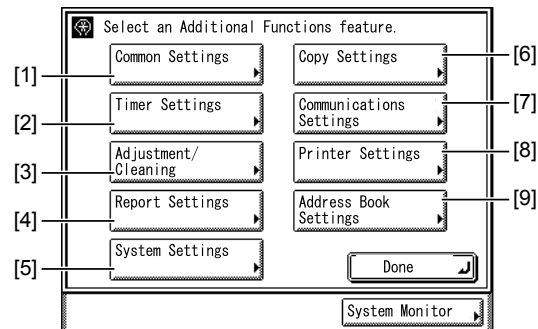 Select an Additional Functions feature.
[1] Common Settings
Copy Settings [6]
[2] Timer Settings
Communications
Settings [7]
[3] Adjustment/
Cleaning
Printer Settings [8]
[4] Report Settings
Address Book
Settings [9]
[5] System Settings
Done
System Monitor